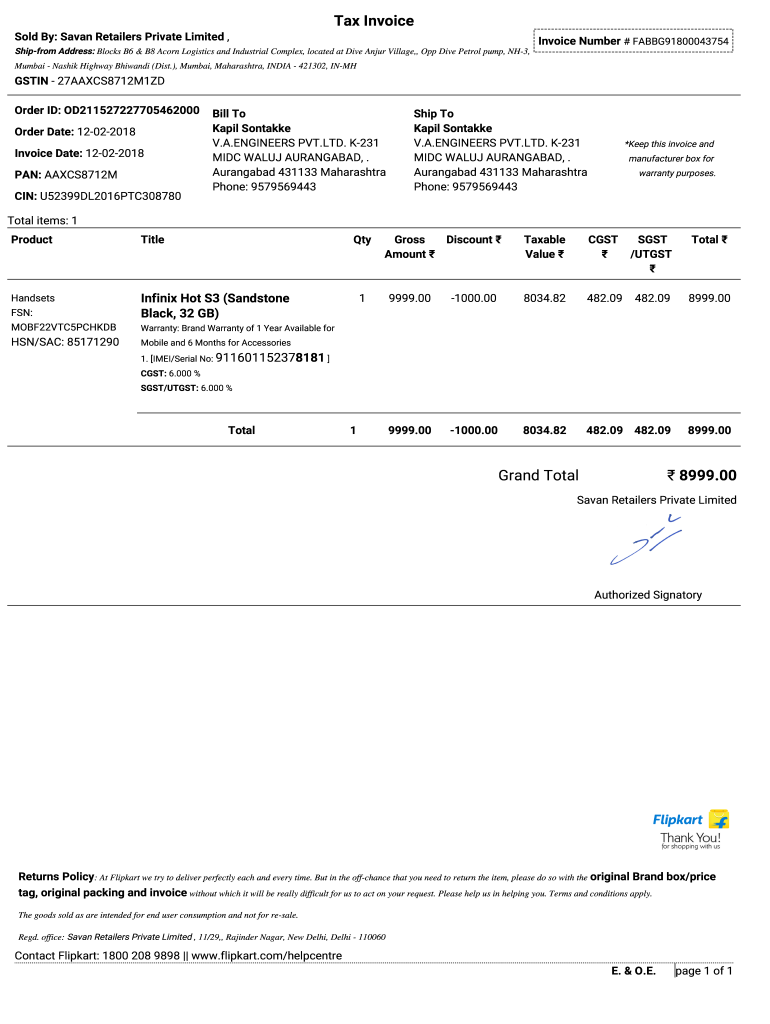 Tax Invoice
Sold By: Savan Retailers Private Limited ,
Ship-from Address: Blocks B6 & B8 Acorn Logistics and Industrial Complex, located at Dive Anjur Village,, Opp Dive Petrol pump, NH-3,
Mumbai - Nashik Highway Bhiwandi (Dist.), Mumbai, Maharashtra, INDIA - 421302, IN-MH
GSTIN - 27AAXCS8712M1ZD
Invoice Number # FABBG91800043754
Order ID: OD211527227705462000
Order Date: 12-02-2018
Invoice Date: 12-02-2018
PAN: AAXCS8712M
CIN: U52399DL2016PTC308780
Bill To
Kapil Sontakke
V.A.ENGINEERS PVT.LTD. K-231
MIDC WALUJ AURANGABAD, .
Aurangabad 431133 Maharashtra
Phone: 9579569443
Ship To
Kapil Sontakke
V.A.ENGINEERS PVT.LTD. K-231
MIDC WALUJ AURANGABAD, .
Aurangabad 431133 Maharashtra
Phone: 9579569443
*Keep this invoice and
manufacturer box for
warranty purposes.
Total items: 1
Product Title Qty Gross Amount ₹ Discount ₹ Taxable Value ₹ CGST ₹ SGST /UTGST ₹ Total ₹
Handsets
FSN:
MOBF22VTC5PCHKDB
HSN/SAC: 85171290
Infinix Hot S3 (Sandstone
Black, 32 GB)
Warranty: Brand Warranty of 1 Year Available for
Mobile and 6 Months for Accessories
1. [IMEI/Serial No: 911601152378181 ]
CGST: 6.000 %
SGST/UTGST: 6.000 %
1 9999.00 -1000.00 8034.82 482.09 482.09 8999.00
Total 1 9999.00 -1000.00 8034.82 482.09 482.09 8999.00
Grand Total ₹ 8999.00
Savan Retailers Private Limited
Authorized Signatory
Flipkart
Thank You!
for shopping with us
Returns Policy: At Flipkart we try to deliver perfectly each and every time. But in the off-chance that you need to return the item, please do so with the original Brand box/price
tag, original packing and invoice without which it will be really difficult for us to act on your request. Please help us in helping you. Terms and conditions apply.
The goods sold as are intended for end user consumption and not for re-sale.
Regd. office: Savan Retailers Private Limited , 11/29,, Rajinder Nagar, New Delhi, Delhi - 110060
Contact Flipkart: 1800 208 9898 || www.flipkart.com/helpcentre
E. & O.E. page 1 of 1